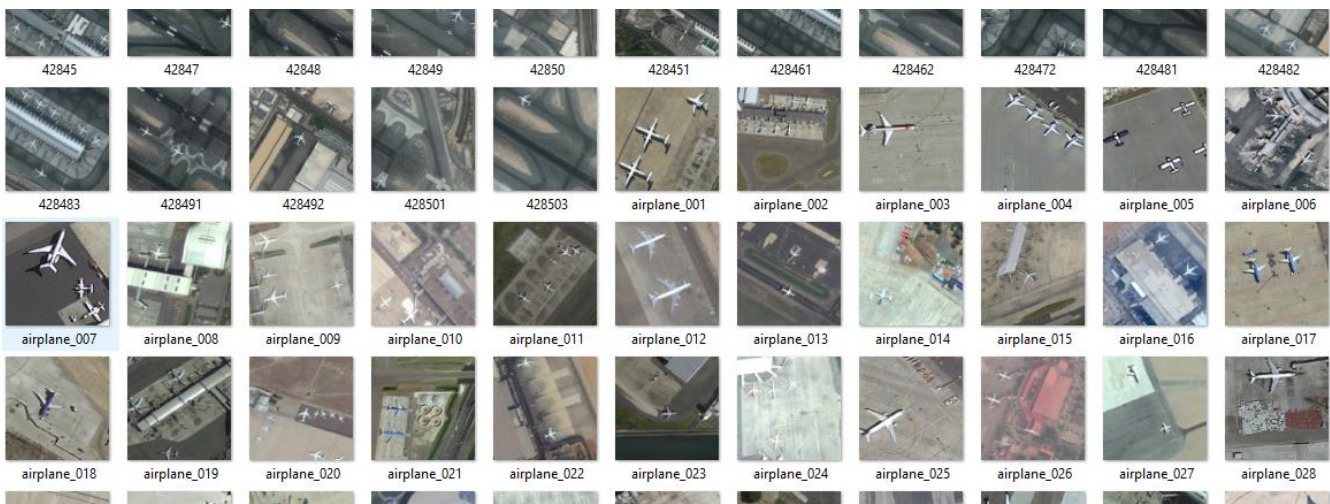 42845 42847 42848 42849 42850 428451 428461 428462 428472 428481 428482
428483 428491 428492 428501 428503 airplane_001 airplane_002 airplane_003 airplane_004 airplane_005 airplane_006
airplane_007 airplane_008 airplane_009 airplane_010 airplane_011 airplane_012 airplane_013 airplane_014 airplane_015 airplane_016 airplane_017
airplane_018 airplane_019 airplane_020 airplane_021 airplane_022 airplane_023 airplane_024 airplane_025 airplane_026 airplane_027 airplane_028